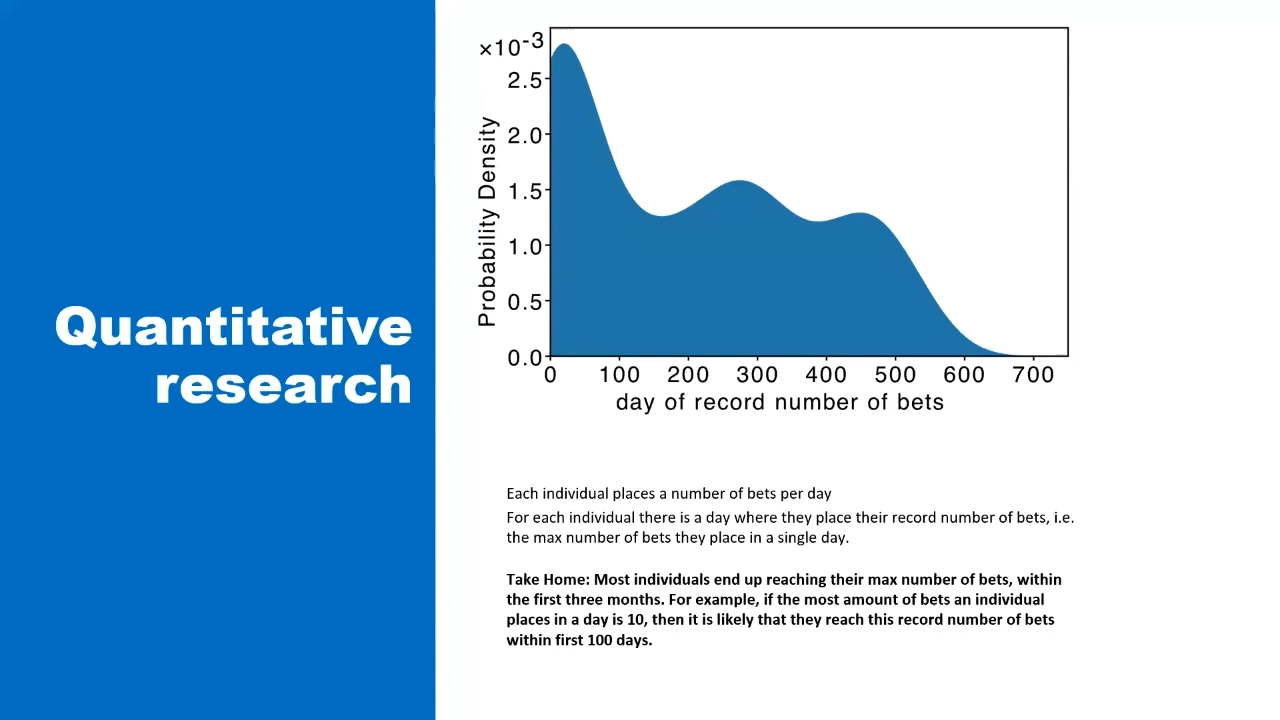 Quantitative
research
×10-3
2.5
2.0
1.5
1.0
0.5
0.0
Probability Density
0 100 200 300 400 500 600 700
day of record number of bets
Each individual places a number of bets per day
For each individual there is a day where they place their record number of bets, i.e.
the max number of bets they place in a single day.
Take Home: Most individuals end up reaching their max number of bets, within
the first three months. For example, if the most amount of bets an individual
places in a day is 10, then it is likely that they reach this record number of bets
within first 100 days.